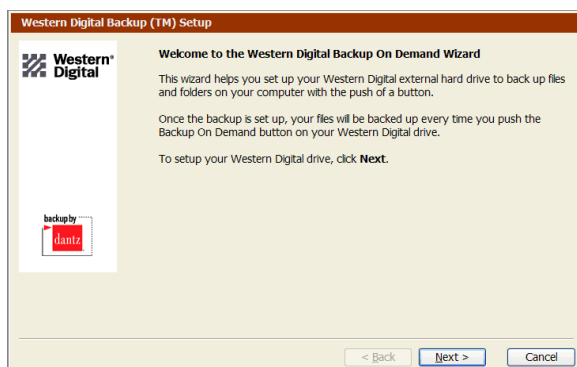 Western Digital Backup (TM) Setup
Western®
Digital
Welcome to the Western Digital Backup On Demand Wizard
This wizard helps you set up your Western Digital external hard drive to back up files
and folders on your computer with the push of a button.
Once the backup is set up, your files will be backed up every time you push the
Backup On Demand button on your Western Digital drive.
To setup your Western Digital drive, click Next.
backup by
dantz
< Back
Next >
Cancel